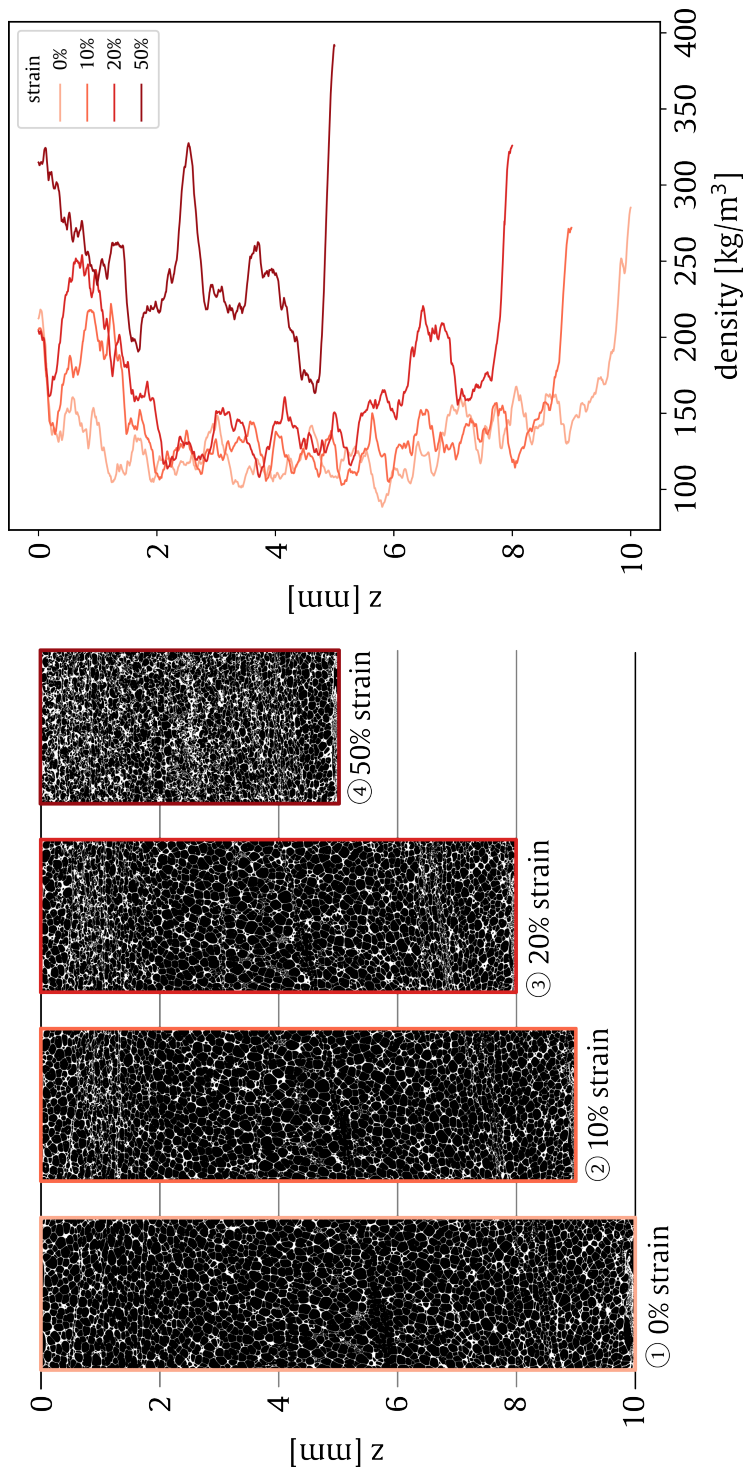 0
2
4
6
8
10
z [mm]
① 0% strain
② 10% strain
③ 20% strain
④ 50% strain
0
2
4
6
8
10
z [mm]
100
150
200
250
300
350
400
density [kg/m³]
strain
0%
10%
20%
50%